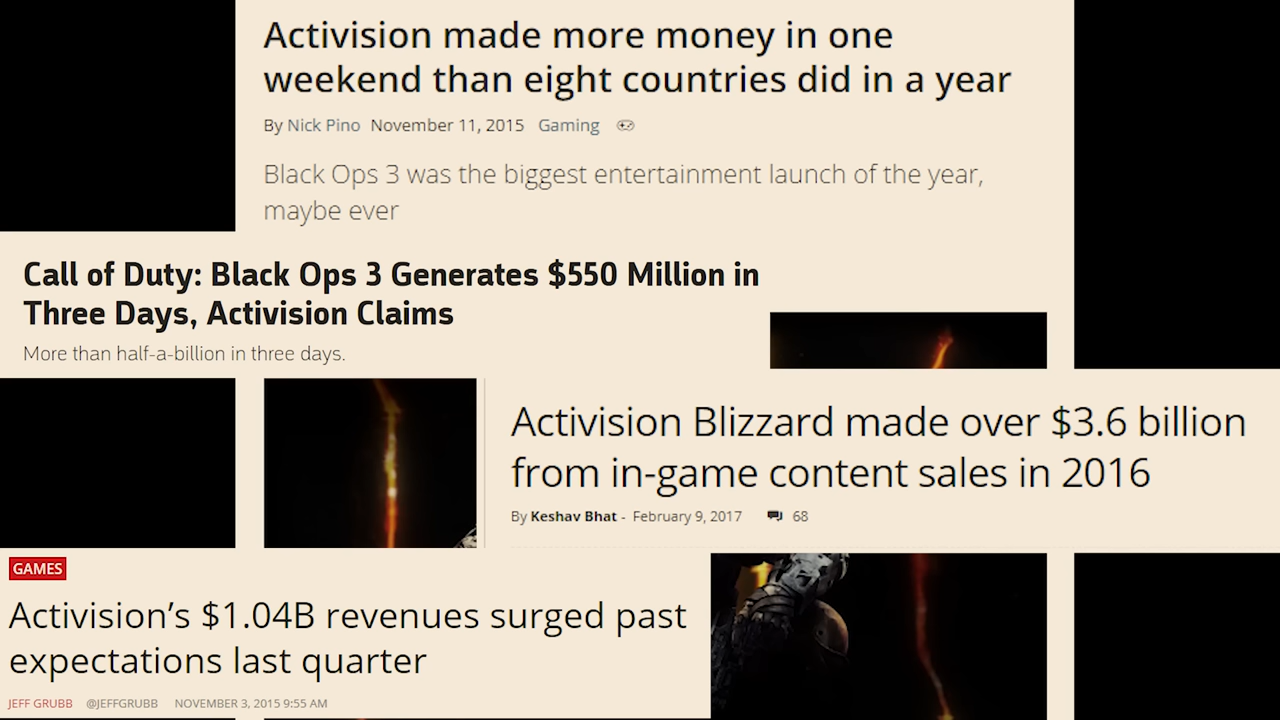 Activision made more money in one
weekend than eight countries did in a year
By Nick Pino November 11, 2015 Gaming
Black Ops 3 was the biggest entertainment launch of the year,
maybe ever
Call of Duty: Black Ops 3 Generates $550 Million in
Three Days, Activision Claims
More than half-a-billion in three days.
Activision Blizzard made over $3.6 billion
from in-game content sales in 2016
By Keshav Bhat - February 9, 2017 68
GAMES
Activision's $1.04B revenues surged past
expectations last quarter
JEFF GRUBB @JEFFGRUBB NOVEMBER 3, 2015 9:55 AM